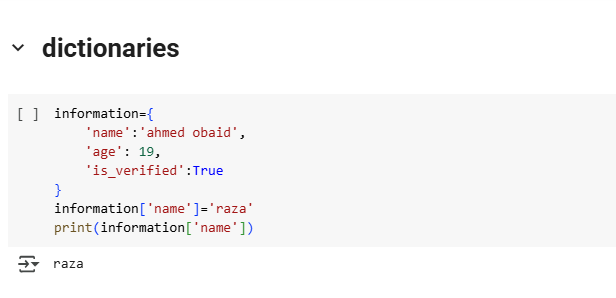 dictionaries
[ ] information={
'name':'ahmed obaid',
'age': 19,
'is_verified':True
}
information['name']='raza'
print(information['name'])
raza